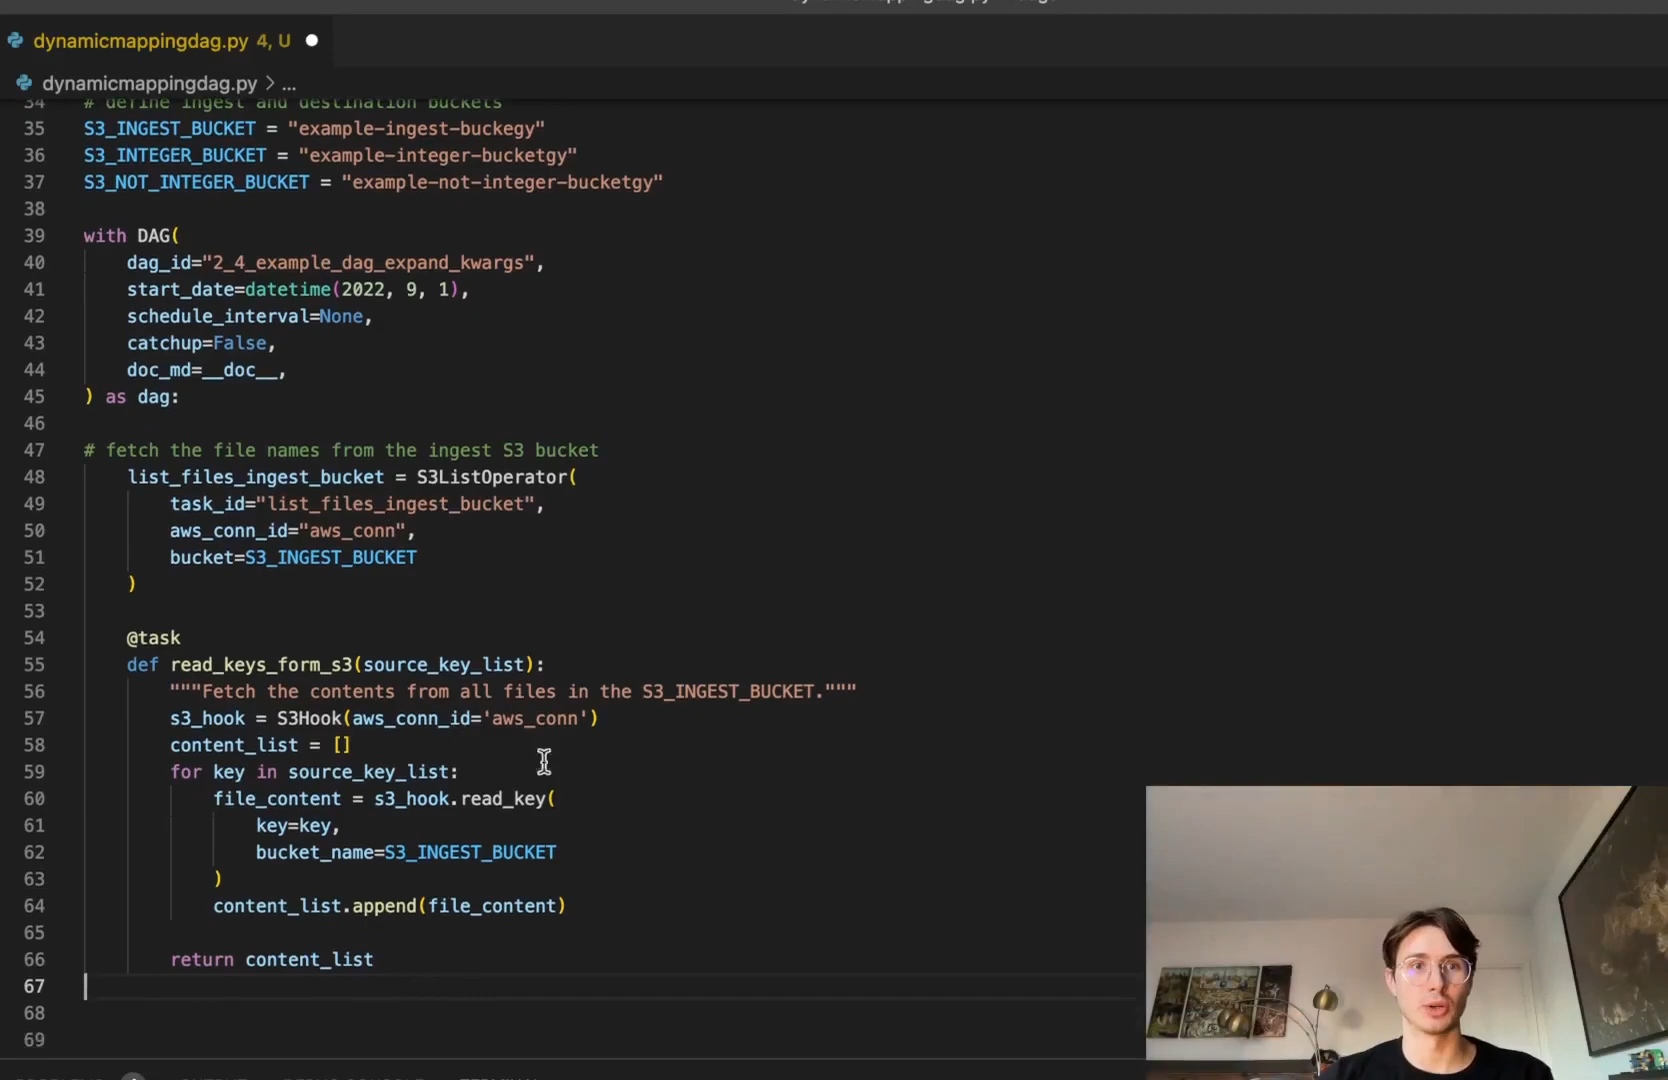 dynamicmappingdag.py 4, U
dynamicmappingdag.py > ...
34 # define ingest and destination buckets
35 S3_INGEST_BUCKET = "example-ingest-buckegy"
36 S3_INTEGER_BUCKET = "example-integer-bucketgy"
37 S3_NOT_INTEGER_BUCKET = "example-not-integer-bucketgy"
38
39 with DAG(
40 dag_id="2_4_example_dag_expand_kwargs",
41 start_date=datetime(2022, 9, 1),
42 schedule_interval=None,
43 catchup=False,
44 doc_md=__doc__,
45 ) as dag:
46
47 # fetch the file names from the ingest S3 bucket
48 list_files_ingest_bucket = S3ListOperator(
49 task_id="list_files_ingest_bucket",
50 aws_conn_id="aws_conn",
51 bucket=S3_INGEST_BUCKET
52 )
53
54 @task
55 def read_keys_form_s3(source_key_list):
56 """Fetch the contents from all files in the S3_INGEST_BUCKET."""
57 s3_hook = S3Hook(aws_conn_id='aws_conn')
58 content_list = []
59 for key in source_key_list:
60 file_content = s3_hook.read_key(
61 key=key,
62 bucket_name=S3_INGEST_BUCKET
63 )
64 content_list.append(file_content)
65
66 return content_list
67
68
69